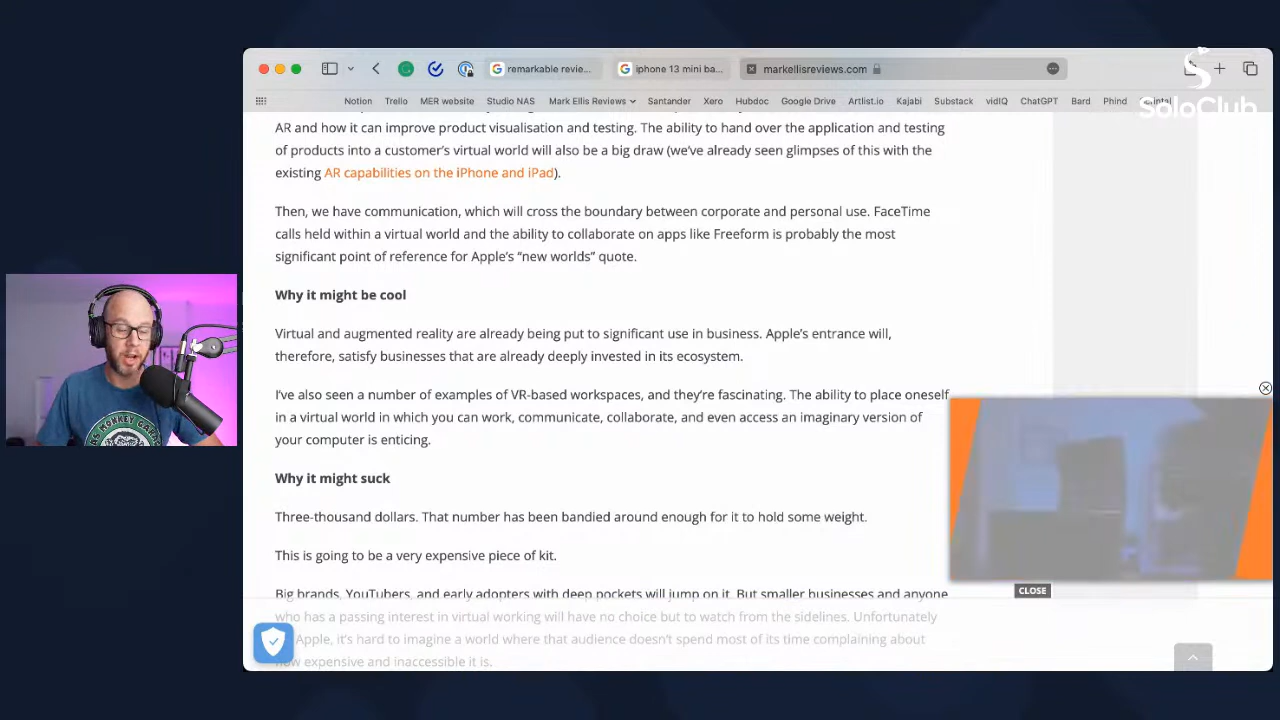 remarkable revie...
iphone 13 mini ba...
markellisreviews.com
SoloClub
Notion
Trello
MER website
Studio NAS
Mark Ellis Reviews
Santander
Xero
Hubdoc
Google Drive
Artlist.io
Kajabi
Substack
vidIQ
ChatGPT
Bard
Phind
AR and how it can improve product visualisation and testing. The ability to hand over the application and testing
of products into a customer's virtual world will also be a big draw (we've already seen glimpses of this with the
existing AR capabilities on the iPhone and iPad).
Then, we have communication, which will cross the boundary between corporate and personal use. FaceTime
calls held within a virtual world and the ability to collaborate on apps like Freeform is probably the most
significant point of reference for Apple's “new worlds” quote.
Why it might be cool
Virtual and augmented reality are already being put to significant use in business. Apple's entrance will,
therefore, satisfy businesses that are already deeply invested in its ecosystem.
I've also seen a number of examples of VR-based workspaces, and they're fascinating. The ability to place oneself
in a virtual world in which you can work, communicate, collaborate, and even access an imaginary version of
your computer is enticing.
Why it might suck
Three-thousand dollars. That number has been bandied around enough for it to hold some weight.
This is going to be a very expensive piece of kit.
CLOSE
Big brands, YouTubers, and early adopters with deep pockets will jump on it. But smaller businesses and anyone
who has a passing interest in virtual working will have no choice but to watch from the sidelines. Unfortunately
Apple, it's hard to imagine a world where that audience doesn't spend most of its time complaining about
how expensive and inaccessible it is.